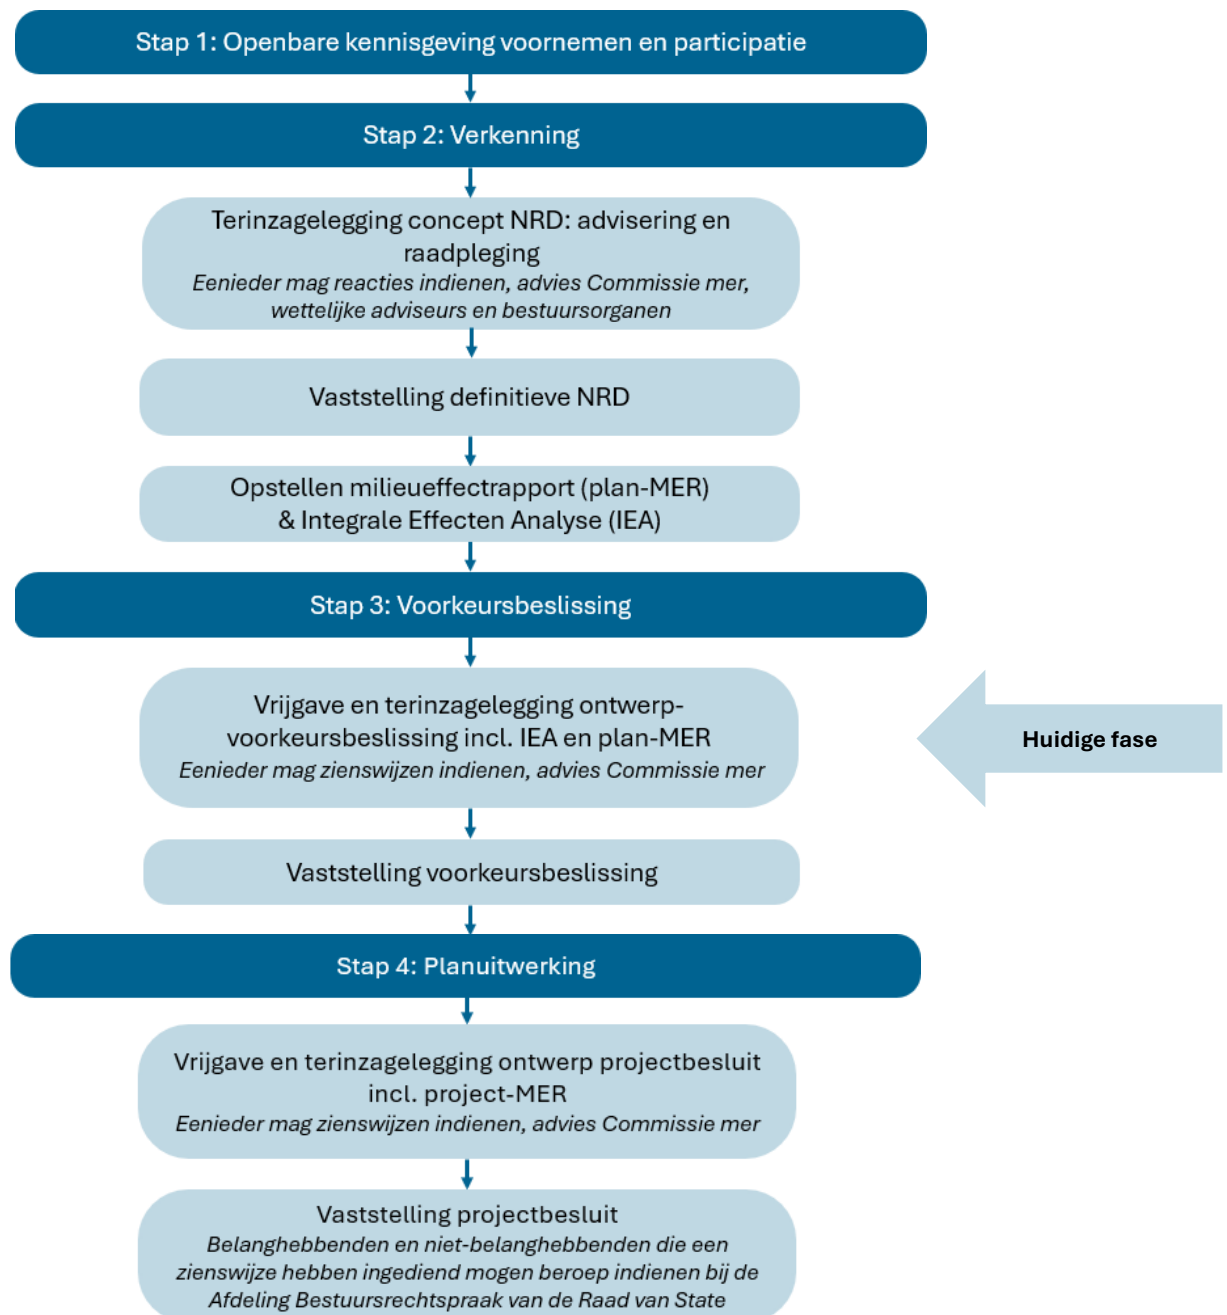 Stap 1: Openbare kennisgeving voornemen en participatie
Stap 2: Verkenning
Terinzagelegging concept NRD: advisering en
raadpleging
Eenieder mag reacties indienen, advies Commissie mer,
wettelijke adviseurs en bestuursorganen
Vaststelling definitieve NRD
Opstellen milieueffectrapport (plan-MER)
& Integrale Effecten Analyse (IEA)
Stap 3: Voorkeursbeslissing
Vrijgave en terinzagelegging ontwerp-
voorkeursbeslissing incl. IEA en plan-MER
Eenieder mag zienswijzen indienen, advies Commissie mer
Huidige fase
Vaststelling voorkeursbeslissing
Stap 4: Planuitwerking
Vrijgave en terinzagelegging ontwerp projectbesluit
incl. project-MER
Eenieder mag zienswijzen indienen, advies Commissie mer
Vaststelling projectbesluit
Belanghebbenden en niet-belanghebbenden die een
zienswijze hebben ingediend mogen beroep indienen bij de
Afdeling Bestuursrechtspraak van de Raad van State